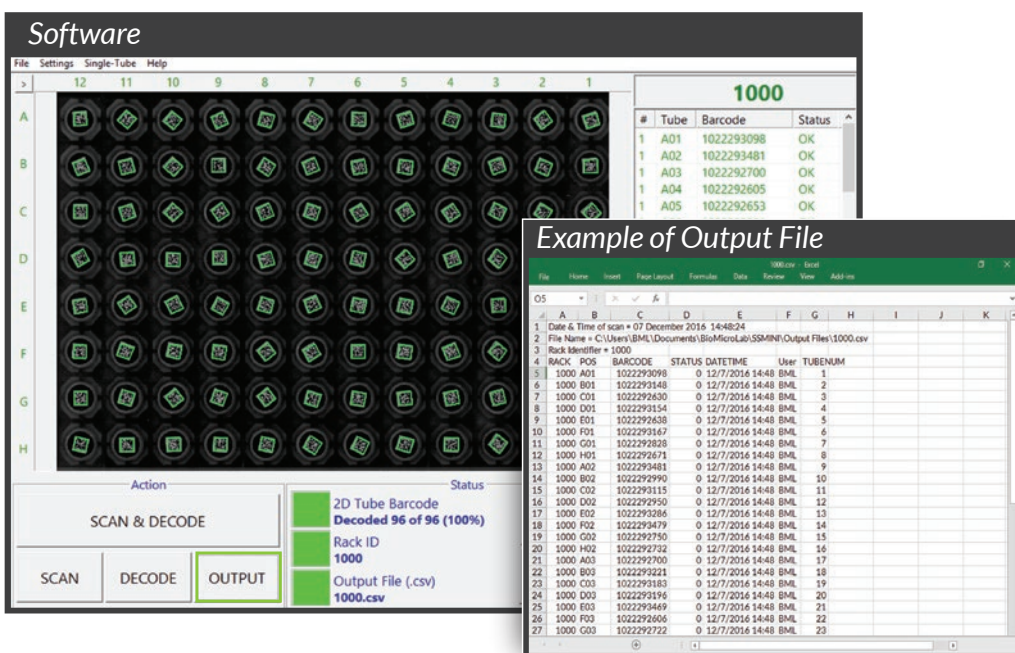 Software
File Settings Single-Tube Help
> 12 11 10 9 8 7 6 5 4 3 2 1
A
B
C
D
E
F
G
H
1000
# Tube Barcode Status
1 A01 1022293098 OK
1 A02 1022293481 OK
1 A03 1022292700 OK
1 A04 1022292605 OK
1 A05 1022292653 OK
Action
SCAN & DECODE
SCAN DECODE OUTPUT
Status
2D Tube Barcode
Decoded 96 of 96 (100%)
Rack ID
1000
Output File (.csv)
1000.csv
Example of Output File
1000.csv - Excel
File Home Insert Page Layout Formulas Data Review View Add-ins
O5 fx
A B C D E F G H I J K
1 Date & Time of scan = 07 December 2016 14:48:24
2 File Name = C:\Users\BML\Documents\BioMicroLab\SSMINI\Output Files\1000.csv
3 Rack Identifier = 1000
4 RACK POS BARCODE STATUS DATETIME User TUBENUM
5 1000 A01 1022293098 0 12/7/2016 14:48 BML 1
6 1000 B01 1022293148 0 12/7/2016 14:48 BML 2
7 1000 C01 1022292630 0 12/7/2016 14:48 BML 3
8 1000 D01 1022293154 0 12/7/2016 14:48 BML 4
9 1000 E01 1022292638 0 12/7/2016 14:48 BML 5
10 1000 F01 1022293167 0 12/7/2016 14:48 BML 6
11 1000 G01 1022292828 0 12/7/2016 14:48 BML 7
12 1000 H01 1022292671 0 12/7/2016 14:48 BML 8
13 1000 A02 1022293481 0 12/7/2016 14:48 BML 9
14 1000 B02 1022292990 0 12/7/2016 14:48 BML 10
15 1000 C02 1022293115 0 12/7/2016 14:48 BML 11
16 1000 D02 1022292950 0 12/7/2016 14:48 BML 12
17 1000 E02 1022293286 0 12/7/2016 14:48 BML 13
18 1000 F02 1022293479 0 12/7/2016 14:48 BML 14
19 1000 G02 1022292750 0 12/7/2016 14:48 BML 15
20 1000 H02 1022292732 0 12/7/2016 14:48 BML 16
21 1000 A03 1022292700 0 12/7/2016 14:48 BML 17
22 1000 B03 1022293221 0 12/7/2016 14:48 BML 18
23 1000 C03 1022293183 0 12/7/2016 14:48 BML 19
24 1000 D03 1022293196 0 12/7/2016 14:48 BML 20
25 1000 E03 1022293469 0 12/7/2016 14:48 BML 21
26 1000 F03 1022292606 0 12/7/2016 14:48 BML 22
27 1000 G03 1022292722 0 12/7/2016 14:48 BML 23